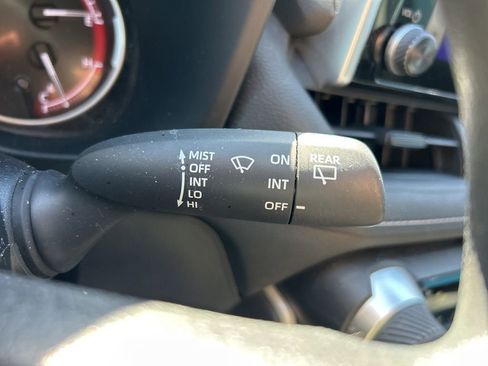 MIST
OFF
INT
LO
HI
ON
INT
OFF
REAR